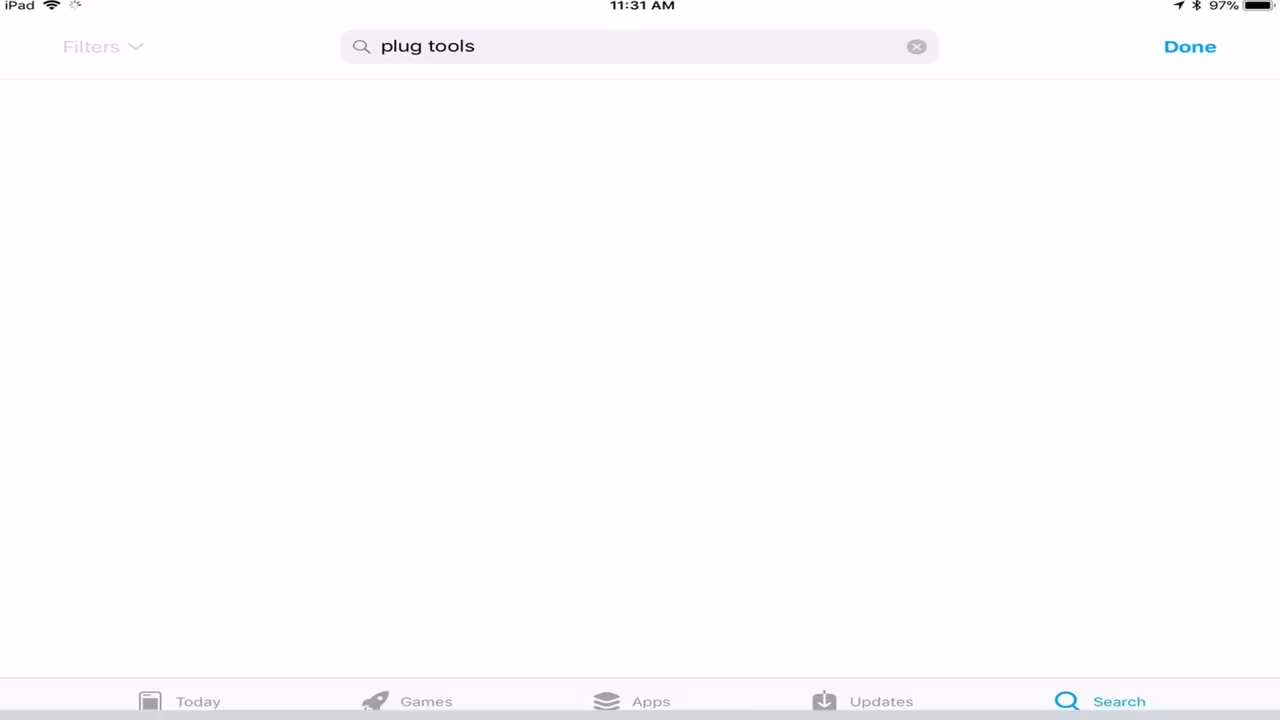 iPad 11:31 AM 97%
Filters plug tools Done
Today Games Apps Updates Search